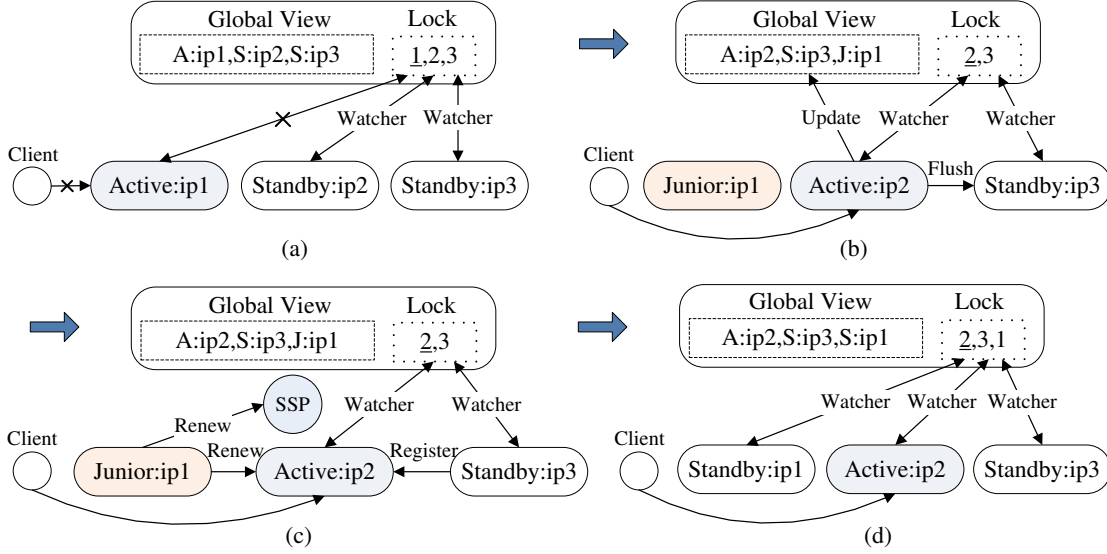 Global View Lock
A:ip1,S:ip2,S:ip3 1,2,3
Watcher Watcher
Client
Active:ip1 Standby:ip2 Standby:ip3
(a)
Global View Lock
A:ip2,S:ip3,J:ip1 2,3
Update Watcher Watcher
Client
Junior:ip1 Active:ip2 Flush Standby:ip3
(b)
Global View Lock
A:ip2,S:ip3,J:ip1 2,3
SSP
Watcher Watcher
Renew
Client
Junior:ip1 Renew Active:ip2 Register Standby:ip3
(c)
Global View Lock
A:ip2,S:ip3,S:ip1 2,3,1
Watcher Watcher Watcher
Client
Standby:ip1 Active:ip2 Standby:ip3
(d)